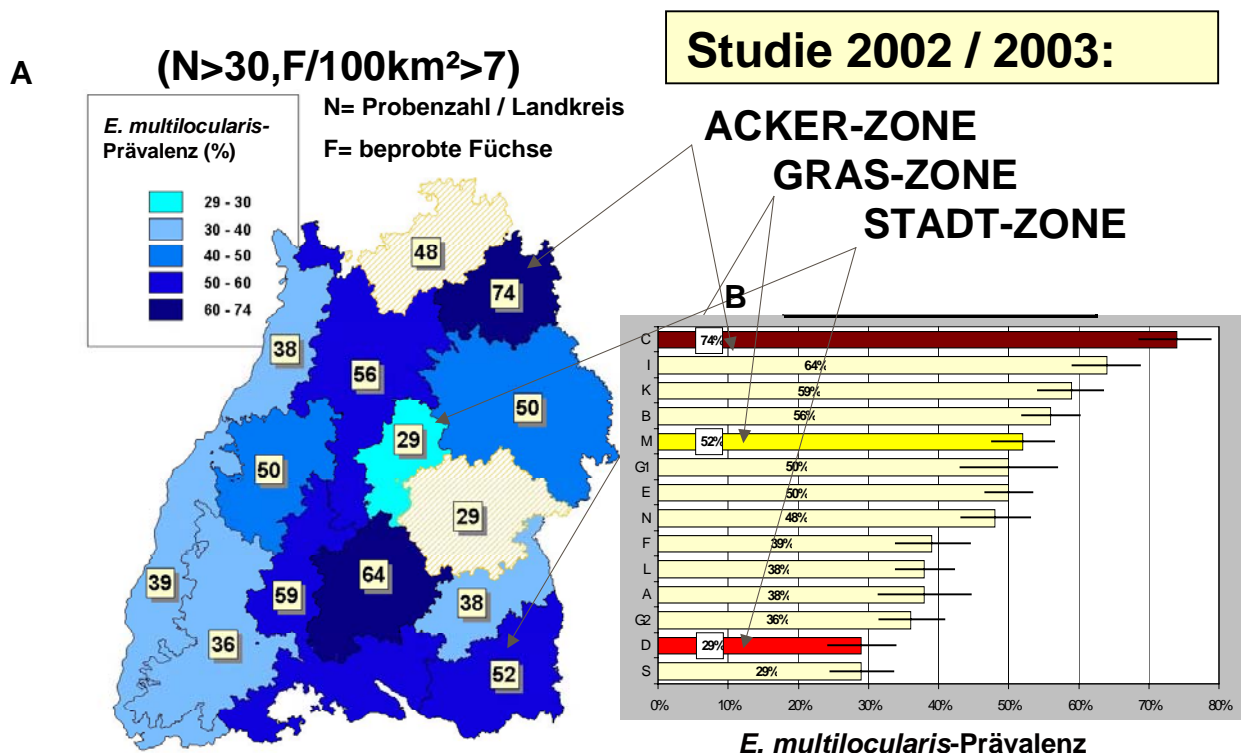 A
(N>30,F/100km²>7)
Studie 2002 / 2003:
N= Probenzahl / Landkreis
F= beprobte Füchse
E. multilocularis-
Prävalenz (%)
29 - 30
30 - 40
40 - 50
50 - 60
60 - 74
ACKER-ZONE
GRAS-ZONE
STADT-ZONE
48
74
38
56
50
29
50
29
39
59
64
38
36
52
B
C 74%
I 64%
K 59%
B 56%
M 52%
G1 50%
E 50%
N 48%
F 39%
L 38%
A 38%
G2 36%
D 29%
S 29%
0% 10% 20% 30% 40% 50% 60% 70% 80%
E. multilocularis-Prävalenz